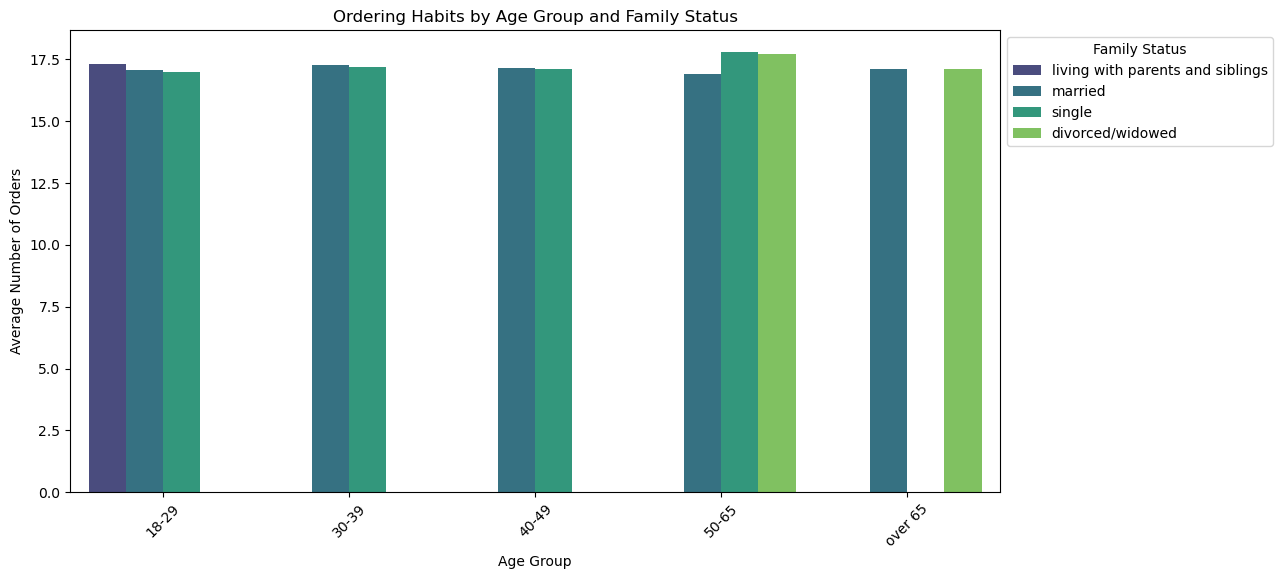 Ordering Habits by Age Group and Family Status
Family Status
living with parents and siblings
married
single
divorced/widowed
Average Number of Orders
17.5
15.0
12.5
10.0
7.5
5.0
2.5
0.0
18-29
30-39
40-49
50-65
over 65
Age Group